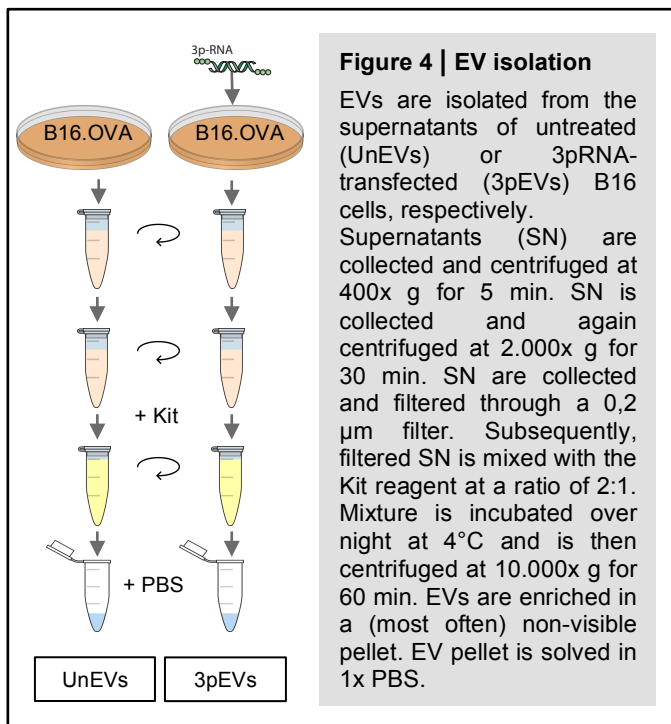 3p-RNA
B16.OVA B16.OVA
+ Kit
+ PBS
UnEVs 3pEVs
Figure 4 | EV isolation
EVs are isolated from the
supernatants of untreated
(UnEVs) or 3pRNA-
transfected (3pEVs) B16
cells, respectively.
Supernatants (SN) are
collected and centrifuged at
400x g for 5 min. SN is
collected and again
centrifuged at 2.000x g for
30 min. SN are collected
and filtered through a 0,2
µm filter. Subsequently,
filtered SN is mixed with the
Kit reagent at a ratio of 2:1.
Mixture is incubated over
night at 4°C and is then
centrifuged at 10.000x g for
60 min. EVs are enriched in
a (most often) non-visible
pellet. EV pellet is solved in
1x PBS.